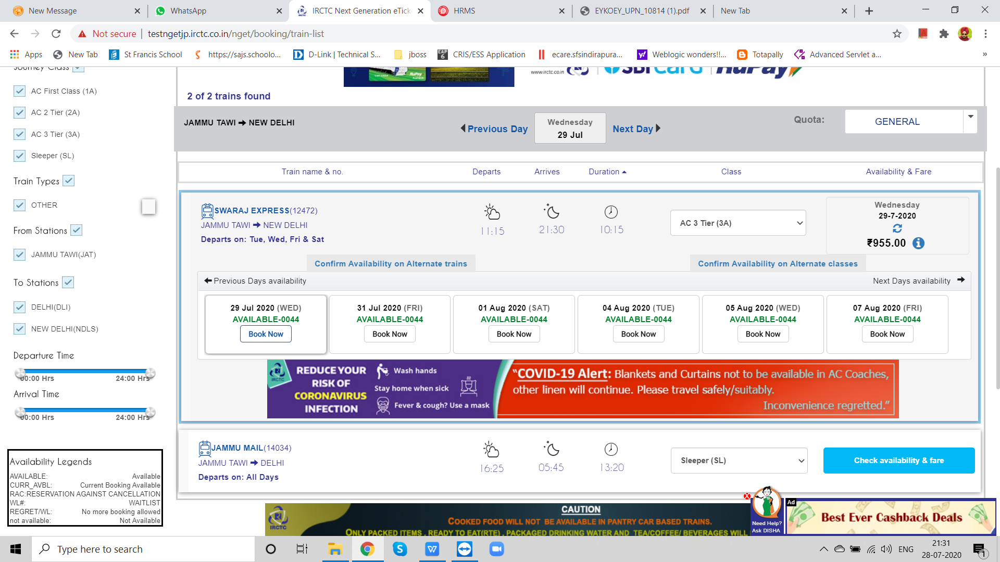 New Message
WhatsApp
IRCTC Next Generation eTick
HRMS
EYKOEY_UPN_10814 (1).pdf
New Tab
Not secure
testngetjp.irctc.co.in/nget/booking/train-list
Apps
New Tab
St Francis School
https://sajs.schoolo...
D-Link | Technical S...
jboss
CRIS/ESS Application
ecare.sfsindirapura...
Weblogic wonders!!...
Totapally
Advanced Servlet a...
»
Journey Class
AC First Class (1A)
AC 2 Tier (2A)
AC 3 Tier (3A)
Sleeper (SL)
Train Types
OTHER
From Stations
JAMMU TAWI(JAT)
To Stations
DELHI(DLI)
NEW DELHI(NDLS)
Departure Time
00:00 Hrs
24:00 Hrs
Arrival Time
00:00 Hrs
24:00 Hrs
Availability Legends
AVAILABLE: Available
CURR_AVBL: Current Booking Available
RAC:RESERVATION AGAINST CANCELLATION
WL#: WAITLIST
REGRET/WL: No more booking allowed
not available: Not Available
RuPay
www.irctc.co.in
SBI Card
RuPay
2 of 2 trains found
JAMMU TAWI ➔ NEW DELHI
Previous Day
Wednesday
29 Jul
Next Day
Quota:
GENERAL
Train name & no.
Departs
Arrives
Duration
Class
Availability & Fare
SWARAJ EXPRESS(12472)
JAMMU TAWI ➔ NEW DELHI
Departs on: Tue, Wed, Fri & Sat
11:15
21:30
10:15
AC 3 Tier (3A)
Wednesday
29-7-2020
₹955.00
Confirm Availability on Alternate trains
Confirm Availability on Alternate classes
Previous Days availability
Next Days availability
29 Jul 2020 (WED)
AVAILABLE-0044
Book Now
31 Jul 2020 (FRI)
AVAILABLE-0044
Book Now
01 Aug 2020 (SAT)
AVAILABLE-0044
Book Now
04 Aug 2020 (TUE)
AVAILABLE-0044
Book Now
05 Aug 2020 (WED)
AVAILABLE-0044
Book Now
07 Aug 2020 (FRI)
AVAILABLE-0044
Book Now
IRCTC
REDUCE YOUR
RISK OF
CORONAVIRUS
INFECTION
Wash hands
Stay home when sick
Fever & cough? Use a mask
“COVID-19 Alert: Blankets and Curtains not to be available in AC Coaches,
other linen will continue. Please travel safely/suitably.
Inconvenience regretted.”
JAMMU MAIL(14034)
JAMMU TAWI ➔ DELHI
Departs on: All Days
16:25
05:45
13:20
Sleeper (SL)
Check availability & fare
IRCTC
CAUTION
COOKED FOOD WILL NOT BE AVAILABLE IN PANTRY CAR BASED TRAINS.
ONLY PACKED ITEMS , READY TO EAT(RTE) , PACKAGED DRINKING WATER AND TEA/COFFEE/ BEVERAGES WILL
X
Need Help?
Ask DISHA
Ad
Best Ever Cashback Deals
Type here to search
ENG
21:31
28-07-2020
1